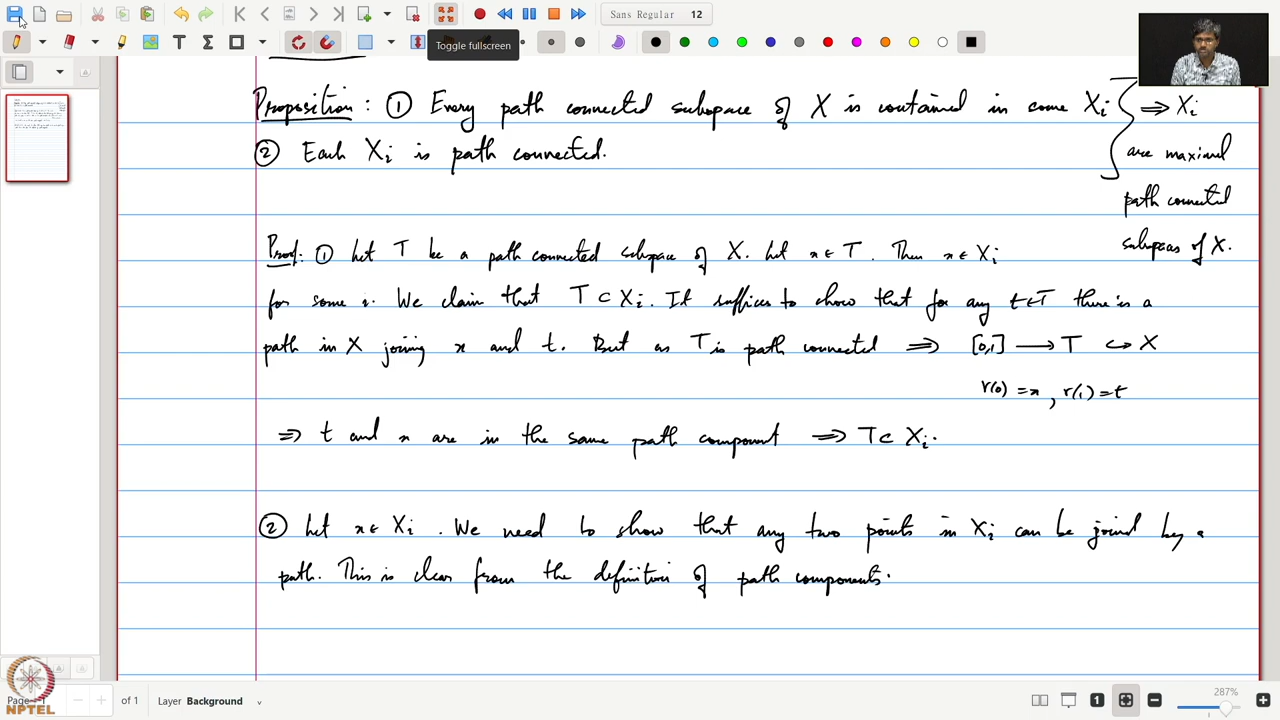 Sans Regular 12
Toggle fullscreen
Proposition : ① Every path connected subspace of X is contained in some Xi
② Each Xi is path connected.
⟹ Xi
are maximal
path connected
subspaces of X.
Proof: ① Let T be a path connected subspace of X. Let x ∈ T. Then x ∈ Xi
for some i. We claim that T ⊂ Xi. It suffices to show that for any t ∈ T there is a
path in X joining x and t. But as T is path connected ⟹ [0,1] ⟶ T ↪ X
γ(0) = x, γ(1) = t
⟹ t and x are in the same path component ⟹ T ⊂ Xi.
② Let x ∈ Xi. We need to show that any two points in Xi can be joined by a
path. This is clear from the definition of path components.
NPTEL
Page
1
of 1
Layer Background
1
287%